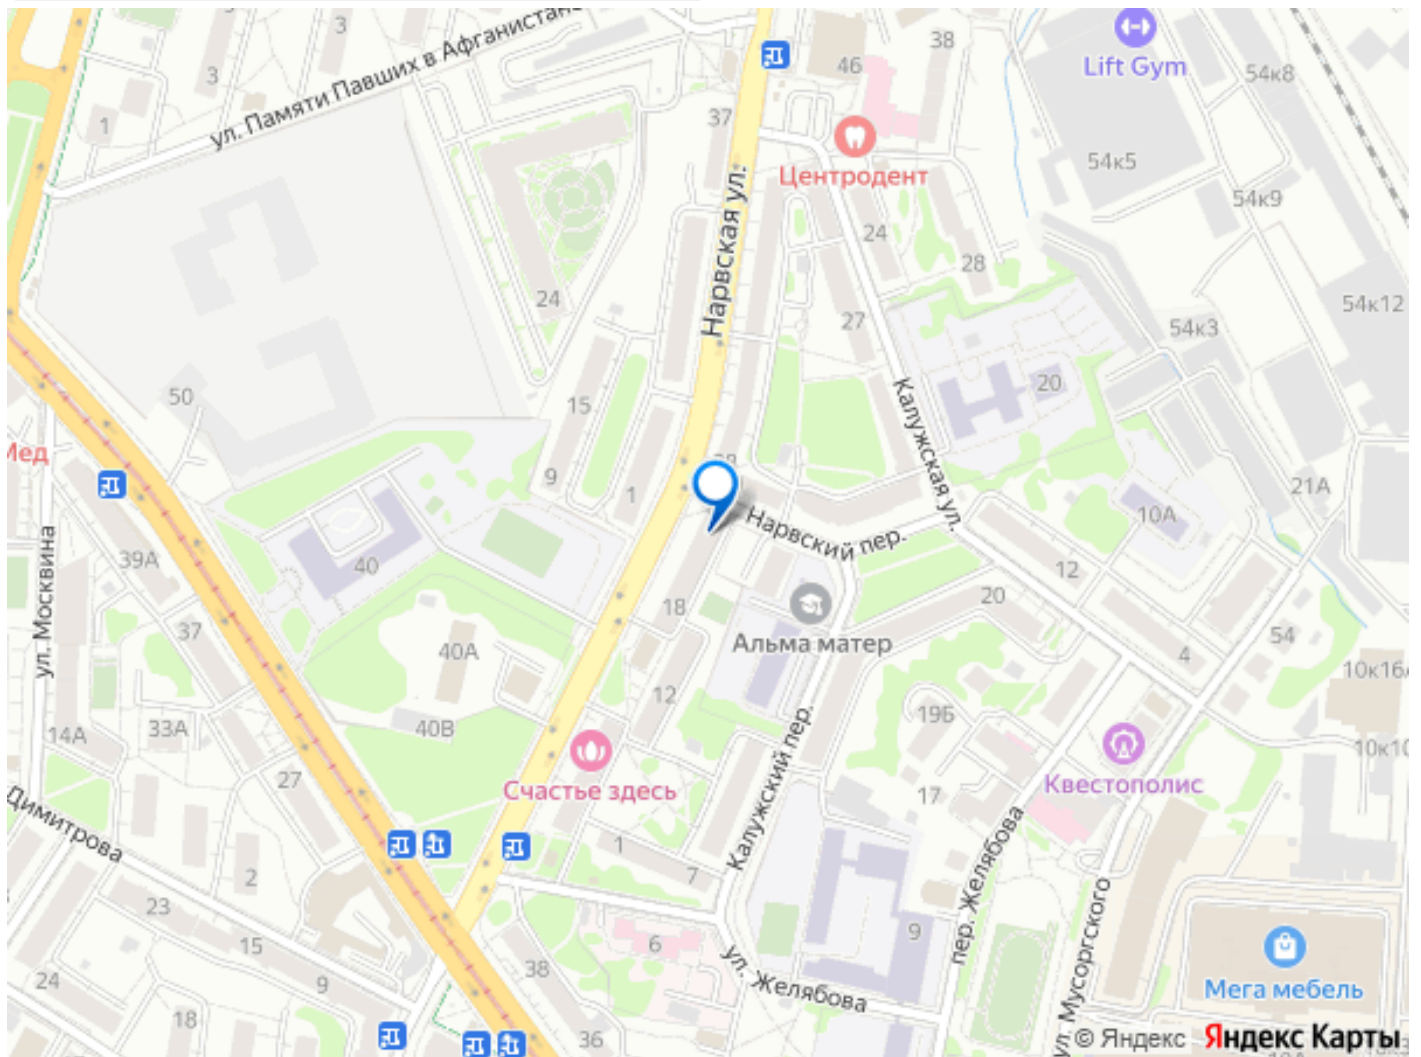 ул. Памяти Павших в Афганистане
3
3
1
37
46
38
Lift Gym
54к8
54к5
54к9
Центродент
Нарвская ул.
24
28
24
27
54к3
54к12
20
50
15
9
1
Калужская ул.
Мед
21А
10А
39А
40
Нарвский пер.
12
ул. Москвина
18
20
37
Альма матер
54
40А
4
10к16А
12
19Б
14А
33А
40В
Калужский пер.
Счастье здесь
27
Квестополис
17
Димитрова
1
7
2
пер. Желябова
23
15
9
6
9
38
ул. Желябова
ул. Мусоргского
24
18
36
Мега мебель
© Яндекс Яндекс Карты